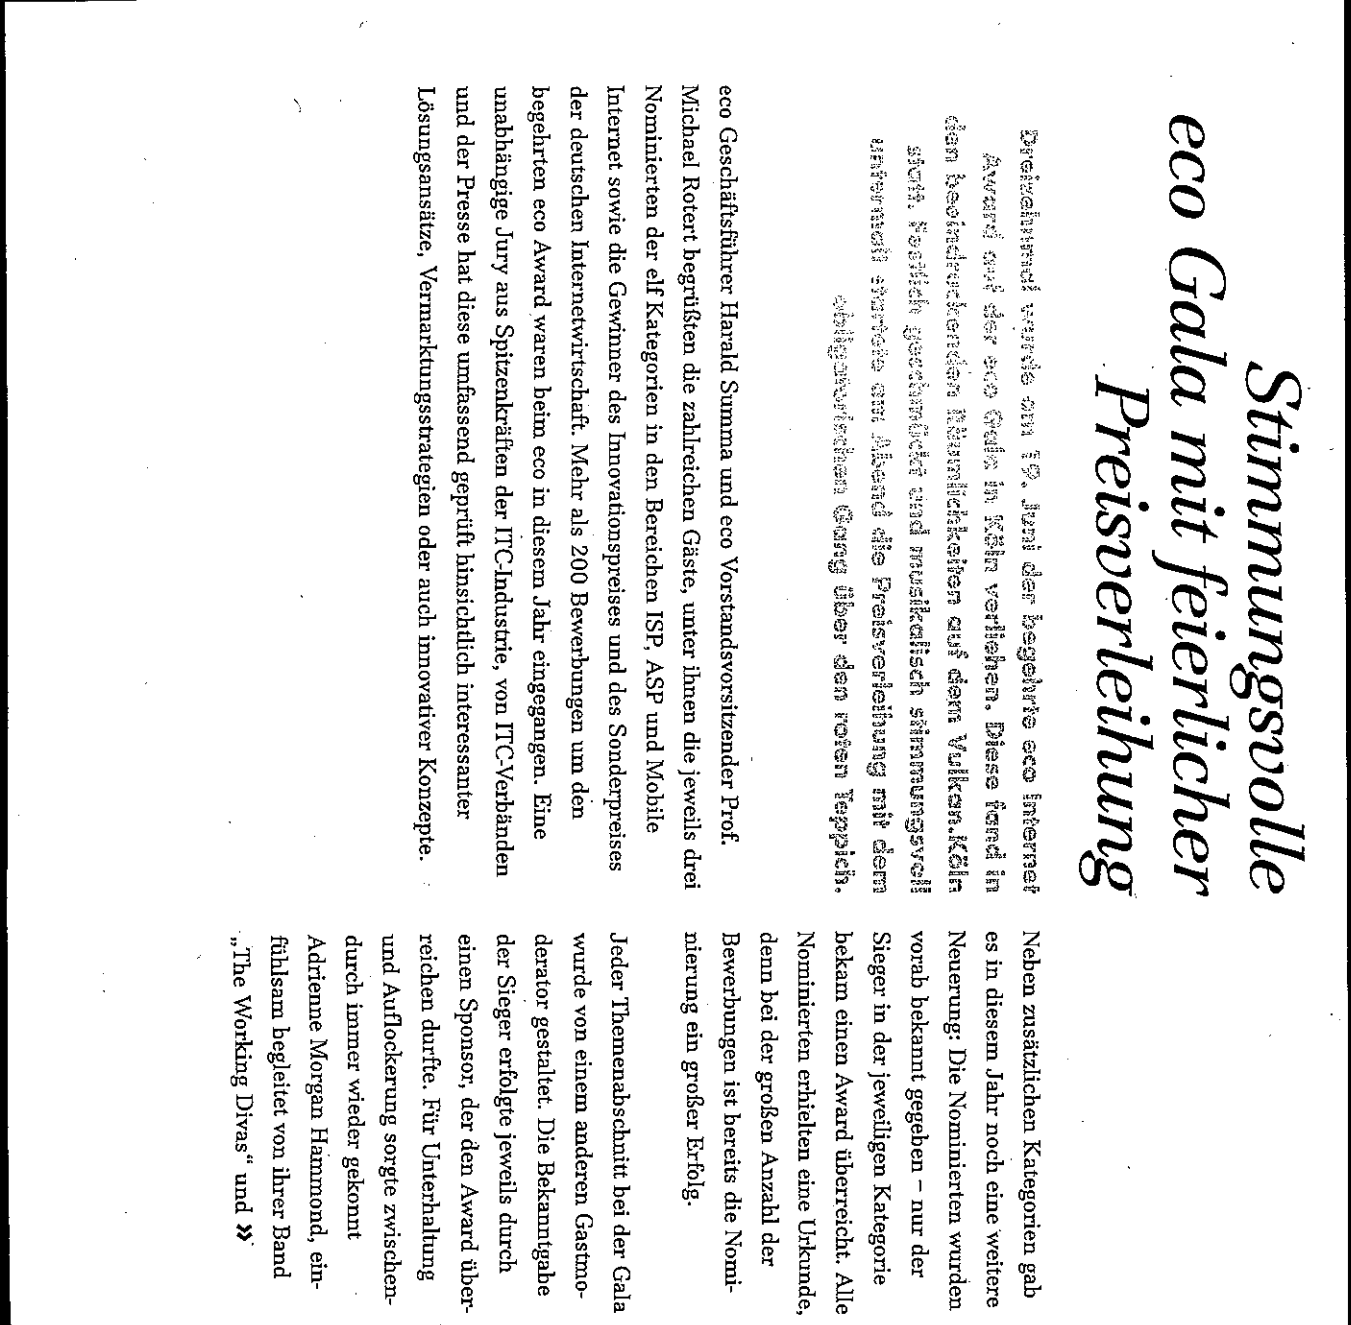 Stimmungsvolle
eco Gala mit feierlicher
Preisverleihung
Dreizehnmal wurde am 19. Juni der begehrte eco Internet
Award auf der eco Gala in Köln verliehen. Diese fand in
den beeindruckenden Räumlichkeiten auf dem Vulkan.Köln
statt. Festlich geschmückt und musikalisch stimmungsvoll
untermalt startete am Abend die Preisverleihung mit dem
obligatorischen Gang über den roten Teppich.
eco Geschäftsführer Harald Summa und eco Vorstandsvorsitzender Prof.
Michael Rotert begrüßten die zahlreichen Gäste, unter ihnen die jeweils drei
Nominierten der elf Kategorien in den Bereichen ISP, ASP und Mobile
Internet sowie die Gewinner des Innovationspreises und des Sonderpreises
der deutschen Internetwirtschaft. Mehr als 200 Bewerbungen um den
begehrten eco Award waren beim eco in diesem Jahr eingegangen. Eine
unabhängige Jury aus Spitzenkräften der ITC-Industrie, von ITC-Verbänden
und der Presse hat diese umfassend geprüft hinsichtlich interessanter
Lösungsansätze, Vermarktungsstrategien oder auch innovativer Konzepte.
Neben zusätzlichen Kategorien gab
es in diesem Jahr noch eine weitere
Neuerung: Die Nominierten wurden
vorab bekannt gegeben – nur der
Sieger in der jeweiligen Kategorie
bekam einen Award überreicht. Alle
Nominierten erhielten eine Urkunde,
denn bei der großen Anzahl der
Bewerbungen ist bereits die Nomi-
nierung ein großer Erfolg.
Jeder Themenabschnitt bei der Gala
wurde von einem anderen Gastmo-
derator gestaltet. Die Bekanntgabe
der Sieger erfolgte jeweils durch
einen Sponsor, der den Award über-
reichen durfte. Für Unterhaltung
und Auflockerung sorgte zwischen-
durch immer wieder gekonnt
Adrienne Morgan Hammond, ein-
fühlsam begleitet von ihrer Band
„The Working Divas“ und »